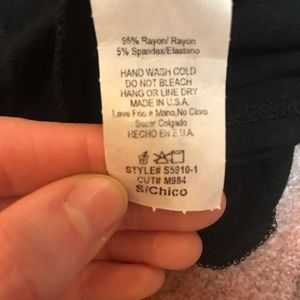 95% Rayon/ Rayon
5% Spandex/Elastano
HAND WASH COLD
DO NOT BLEACH
HANG OR LINE DRY
MADE IN U.S.A.
Lave Frio a Mano,No Cloro
Secar Colgado
HECHO EN E.U.A.
STYLE# S5910-1
CUT# M984
S/Chico